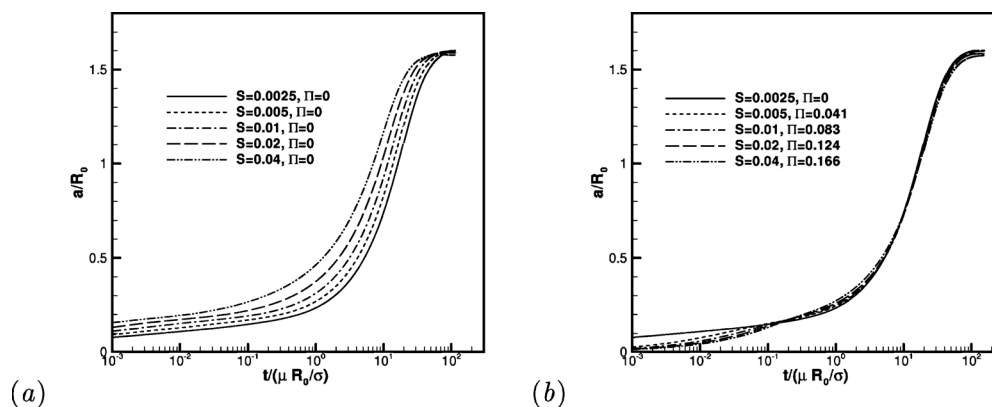 1.5
1
0.5
0
a/R₀
S=0.0025, Π=0
S=0.005, Π=0
S=0.01, Π=0
S=0.02, Π=0
S=0.04, Π=0
10⁻³ 10⁻² 10⁻¹ 10⁰ 10¹ 10²
t/(μ R₀/σ)
(a)
1.5
1
0.5
0
a/R₀
S=0.0025, Π=0
S=0.005, Π=0.041
S=0.01, Π=0.083
S=0.02, Π=0.124
S=0.04, Π=0.166
10⁻³ 10⁻² 10⁻¹ 10⁰ 10¹ 10²
t/(μ R₀/σ)
(b)